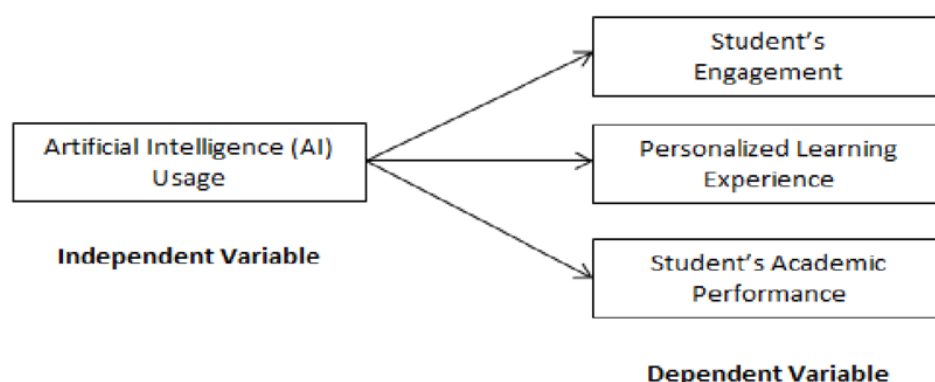 Student's
Engagement
Artificial Intelligence (AI)
Usage
Personalized Learning
Experience
Independent Variable
Student's Academic
Performance
Dependent Variable